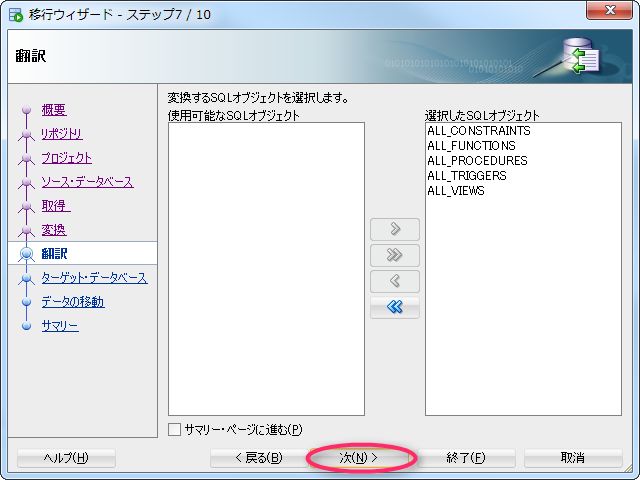 移行ウィザード - ステップ7 / 10
翻訳
0101010101010101010101010101
010101010101
概要
リポジトリ
プロジェクト
ソース・データベース
取得
変換
翻訳
ターゲット・データベース
データの移動
サマリー
変換するSQLオブジェクトを選択します。
使用可能なSQLオブジェクト
選択したSQLオブジェクト
ALL_CONSTRAINTS
ALL_FUNCTIONS
ALL_PROCEDURES
ALL_TRIGGERS
ALL_VIEWS
サマリー・ページに進む(P)
ヘルプ(H)
< 戻る(B)
次(N) >
終了(F)
取消